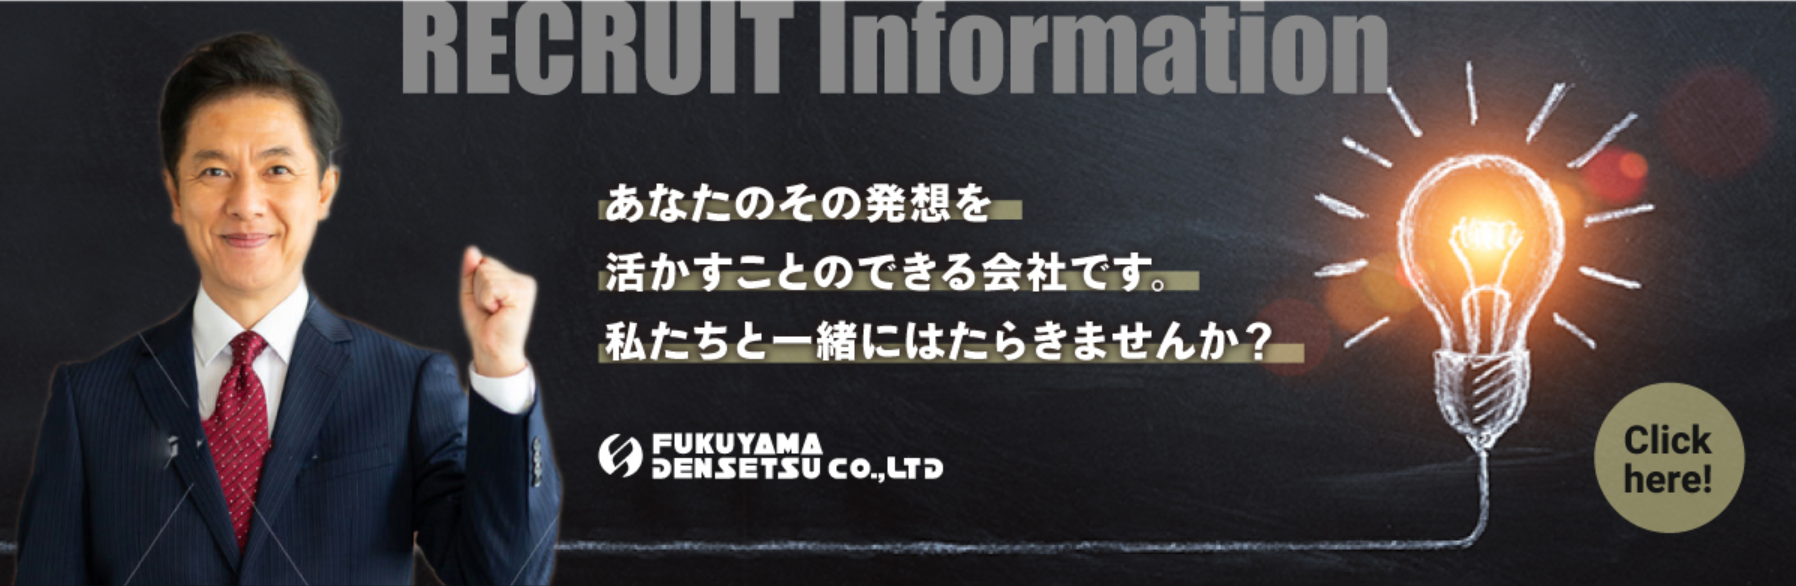 RECRUIT Information
あなたのその発想を
活かすことのできる会社です。
私たちと一緒にはたらきませんか？
FUKUYAMA
DENSETSU CO.,LTD
Click
here!